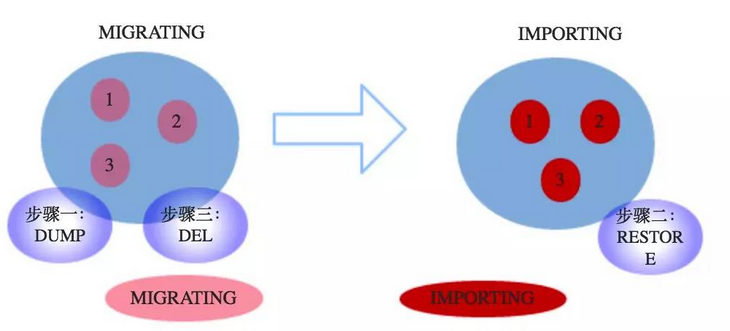 MIGRATING
IMPORTING
1
2
3
1
2
3
步骤一：
DUMP
步骤三：
DEL
步骤二：
RESTOR
E
MIGRATING
IMPORTING